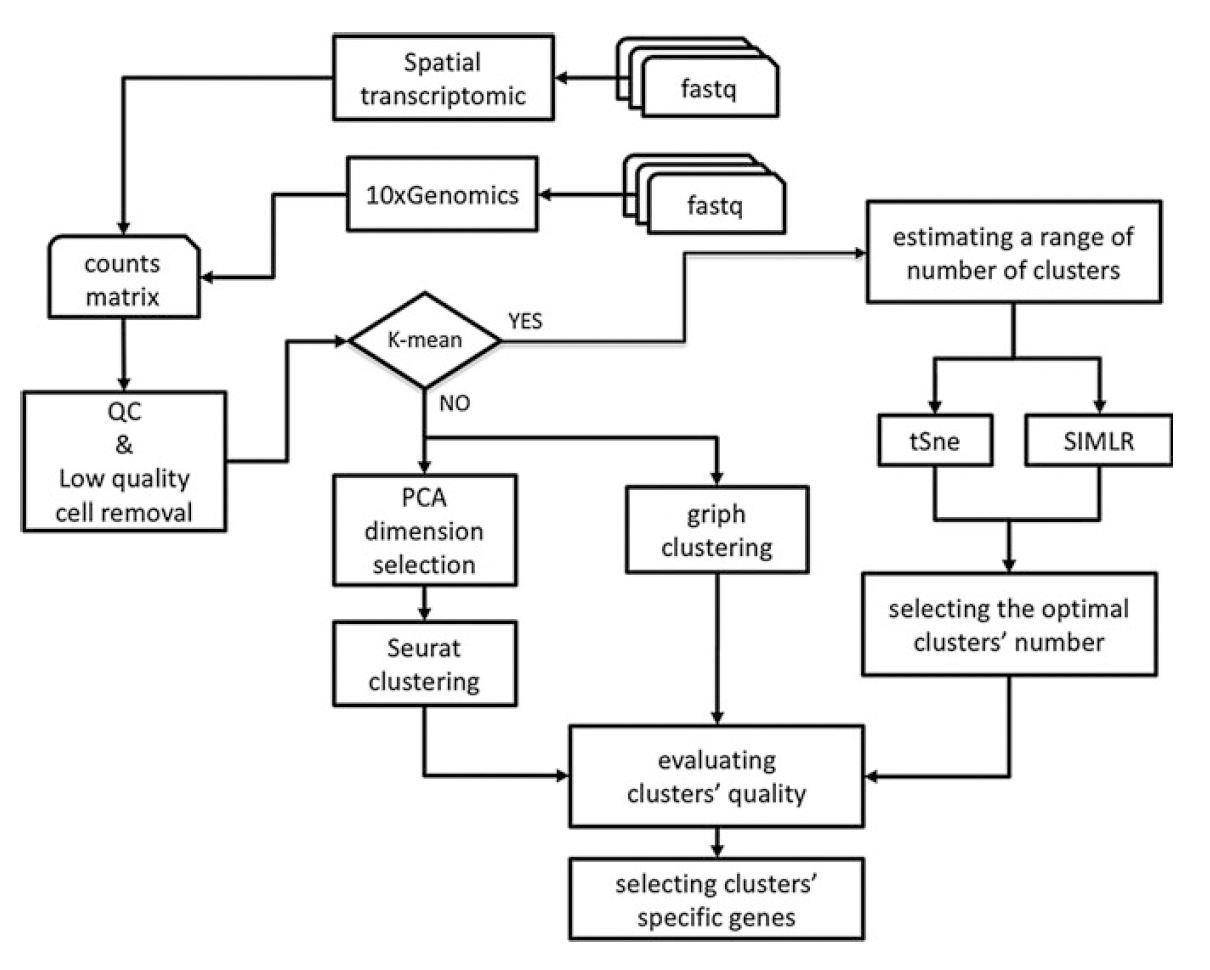 Spatial
transcriptomic
fastq
10xGenomics
fastq
counts
matrix
estimating a range of
number of clusters
K-mean
YES
NO
QC
&
Low quality
cell removal
tSne
SIMLR
PCA
dimension
selection
griph
clustering
selecting the optimal
clusters’ number
Seurat
clustering
evaluating
clusters’ quality
selecting clusters’
specific genes